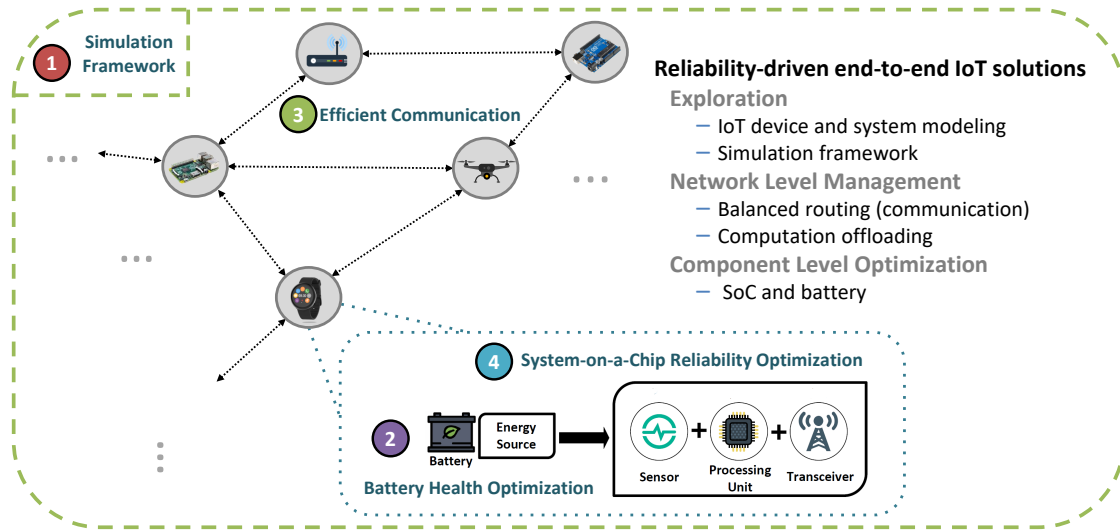 1
Simulation
Framework
3
Efficient Communication
Reliability-driven end-to-end IoT solutions
Exploration
– IoT device and system modeling
– Simulation framework
Network Level Management
– Balanced routing (communication)
– Computation offloading
Component Level Optimization
– SoC and battery
4
System-on-a-Chip Reliability Optimization
2
Battery
Energy
Source
Battery Health Optimization
Sensor
+
Processing
Unit
+
Transceiver